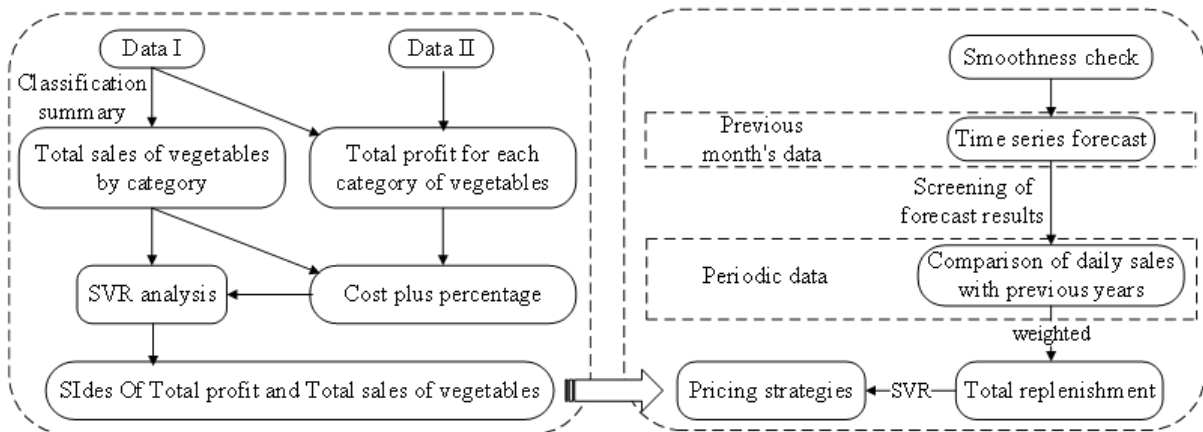 Data I
Data II
Classification
summary
Total sales of vegetables
by category
Total profit for each
category of vegetables
SVR analysis
Cost plus percentage
SIdes Of Total profit and Total sales of vegetables
Smoothness check
Previous
month's data
Time series forecast
Screening of
forecast results
Periodic data
Comparison of daily sales
with previous years
weighted
Pricing strategies
SVR
Total replenishment